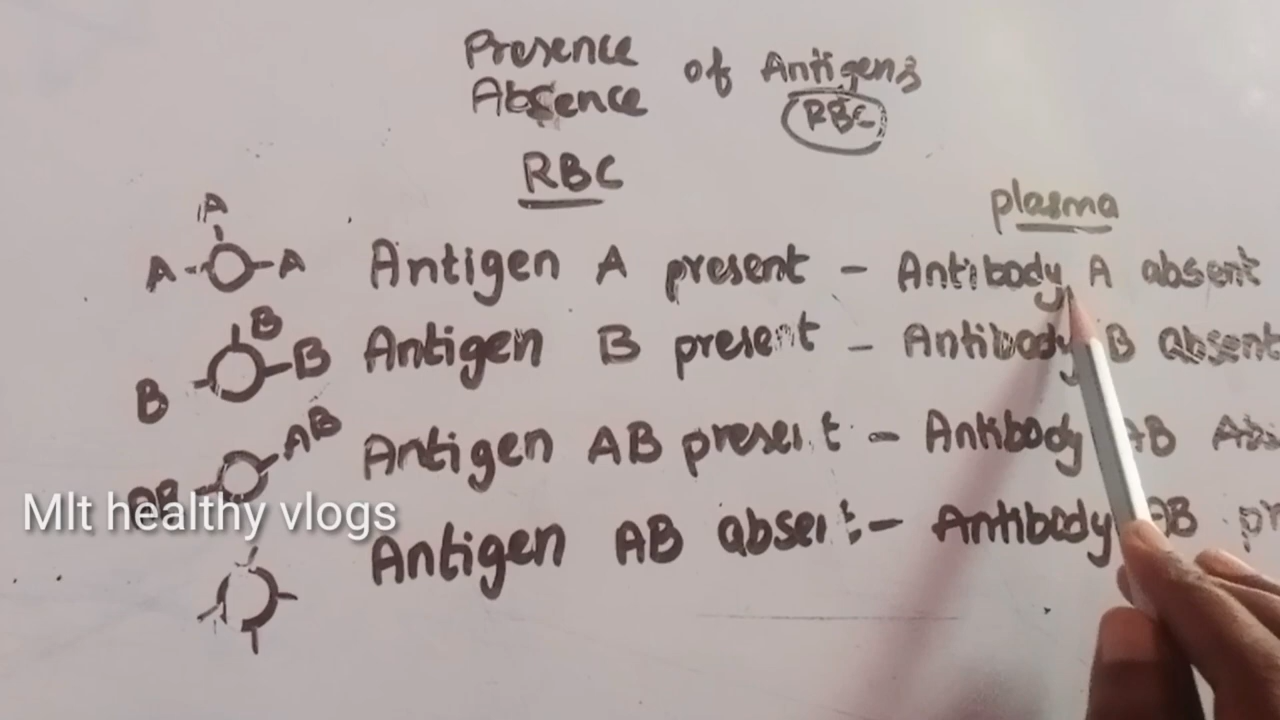 Presence
Absence of Antigens
RBC
RBC
plasma
A
A A Antigen A present - Antibody A absent
B
B B Antigen B present - Antibody B absent
AB
AB Antigen AB present - Antibody AB
Antigen AB absent - Antibody AB
Mlt healthy vlogs